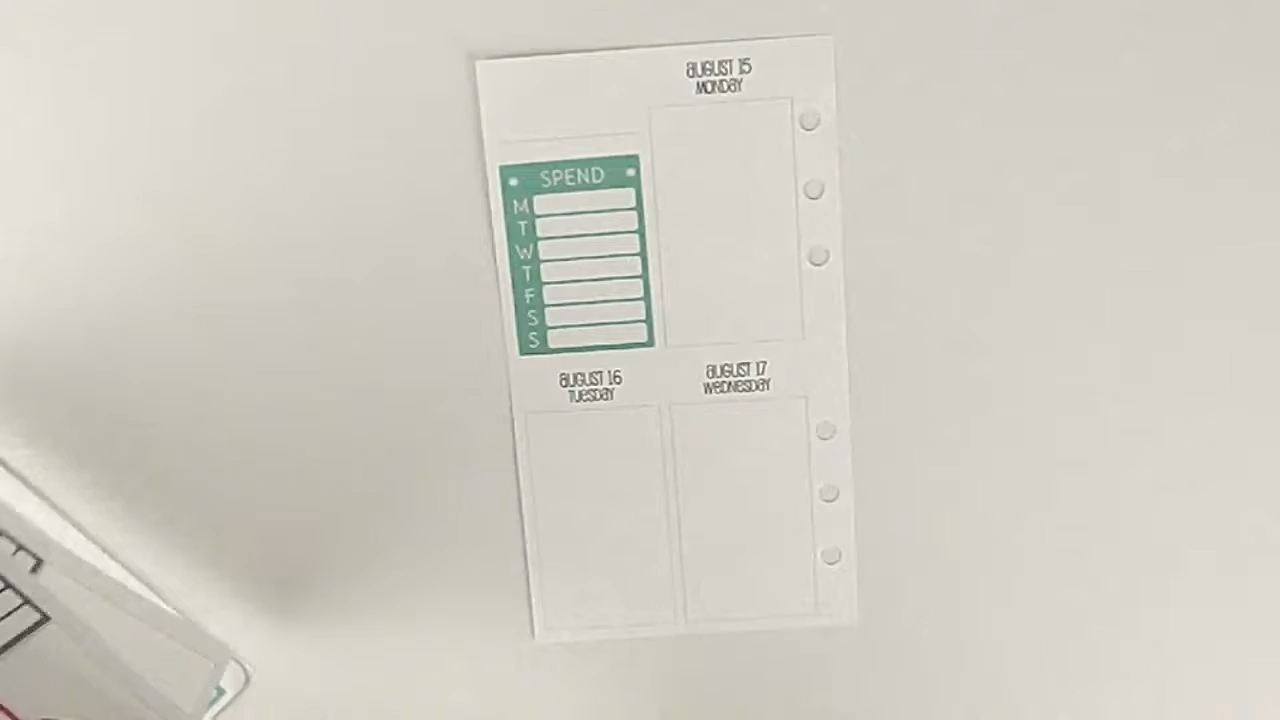 AUGUST 15
MONDAY
SPEND
M
T
W
T
F
S
S
AUGUST 16
TUESDAY
AUGUST 17
WEDNESDAY